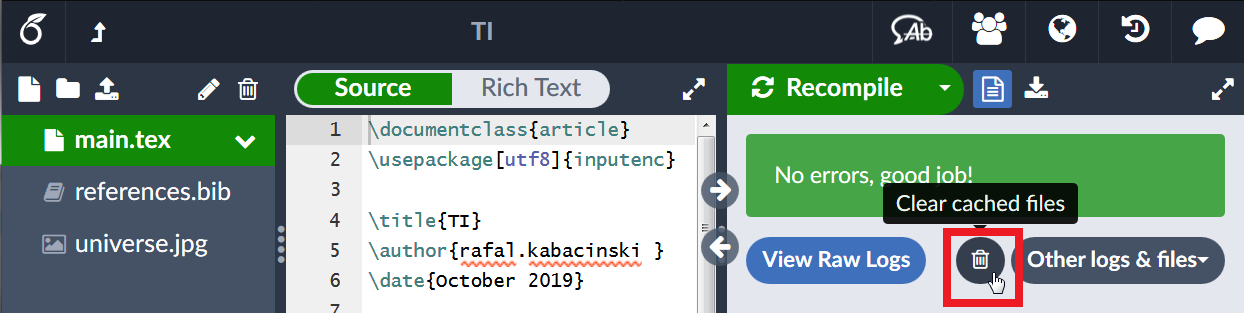 TI
Ab
Source
Rich Text
Recompile
main.tex
references.bib
universe.jpg
1 \documentclass{article}
2 \usepackage[utf8]{inputenc}
3
4 \title{TI}
5 \author{rafal.kabacinski }
6 \date{October 2019}
7
No errors, good job!
Clear cached files
View Raw Logs
Other logs & files